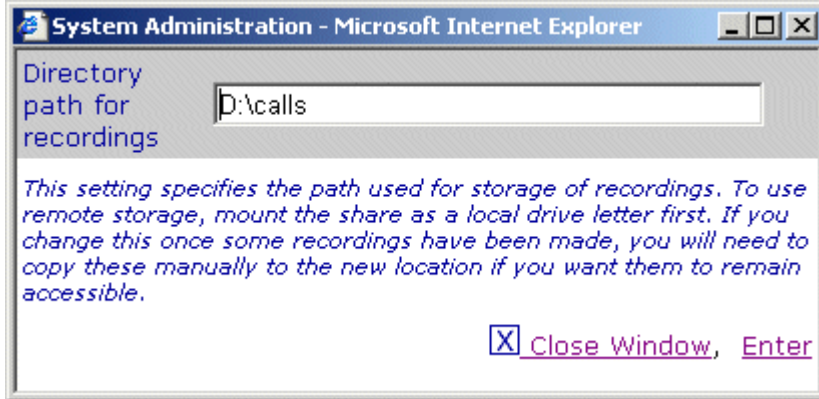 System Administration - Microsoft Internet Explorer
Directory
path for
recordings
D:\calls
This setting specifies the path used for storage of recordings. To use
remote storage, mount the share as a local drive letter first. If you
change this once some recordings have been made, you will need to
copy these manually to the new location if you want them to remain
accessible.
X Close Window, Enter